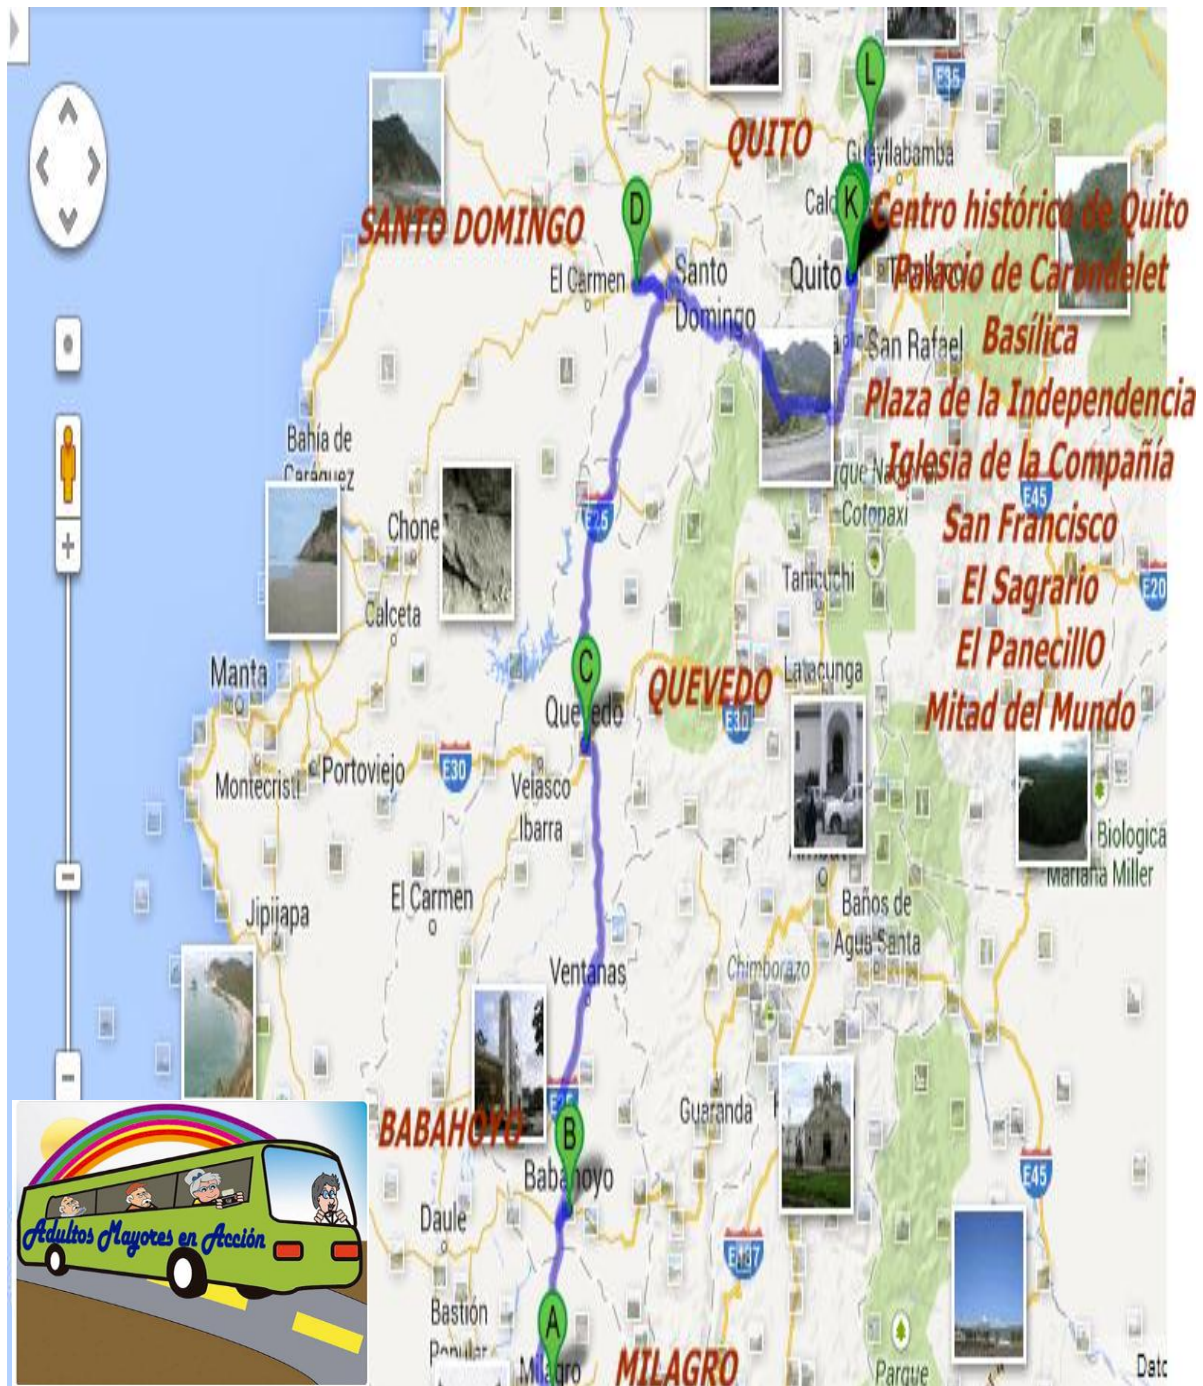 L
E35
QUITO
Guayllabamba
D
K
Centro histórico de Quito
SANTO DOMINGO
El Carmen
Santo
Domingo
Quito
Palacio de Carondelet
San Rafael
Basílica
Plaza de la Independencia
Bahía de
Caraquez
Iglesia de la Compañía
E45
E25
Chone
Cotopaxi
San Francisco
Tanicuchi
E20
El Sagrario
Calceta
C
El PanecillO
Manta
Latacunga
QUEVEDO
Quevedo
E30
Mitad del Mundo
Montecristi
Portoviejo
E30
Velasco
Ibarra
Biologica
Mariana Miller
El Carmen
Jipijapa
Baños de
Agua Santa
Ventanas
Chimborazo
E25
Guaranda
BABAHOYO
B
Babahoyo
E45
Daule
Adultos Mayores en Acción
E487
Bastión
Popular
A
Milagro
MILAGRO
Parque